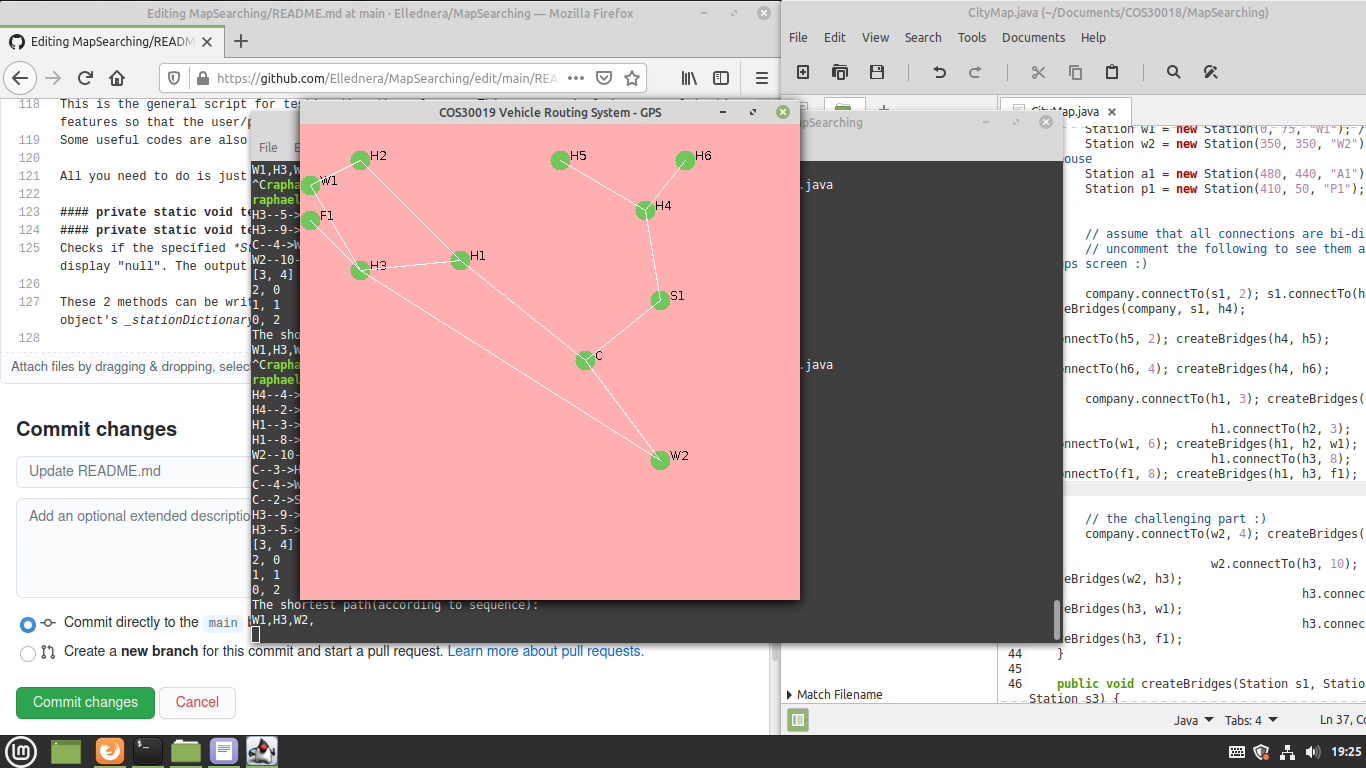 Editing MapSearching/README.md at main · Ellednera/MapSearching — Mozilla Firefox
Editing MapSearching/READM
https://github.com/Ellednera/MapSearching/edit/main/REA
118 This is the general script for
features so that the user/p
119 Some useful codes are also
120
121 All you need to do is just
122
123 #### private static void te
124 #### private static void te
125 Checks if the specified *St
display "null". The output
126
127 These 2 methods can be writ
object's _stationDictionary
128
Attach files by dragging & dropping, selec
Commit changes
Update README.md
Add an optional extended descriptio
Commit directly to the main
Create a new branch for this commit and start a pull request. Learn more about pull requests.
Commit changes
Cancel
apSearching
File
W1,H3,W
^Crapha
.java
raphael
H3--5->
H3--9->
C--4->W
W2--10-
[3, 4]
2, 0
1, 1
0, 2
The sho
W1,H3,W
^Crapha
.java
raphael
H4--4->
H4--2->
H1--3->
H1--8->
W2--10-
C--3->H
C--4->W
C--2->S
H3--9->
H3--5->
[3, 4]
2, 0
1, 1
0, 2
The shortest path(according to sequence):
W1,H3,W2,
COS30019 Vehicle Routing System - GPS
H2
H5
H6
W1
H4
F1
H1
H3
S1
C
W2
CityMap.java (~/Documents/COS30018/MapSearching)
File Edit View Search Tools Documents Help
CityMap.java
Station w1 = new Station(0, 75, "W1"); /
Station w2 = new Station(350, 350, "W2")
ouse
Station a1 = new Station(480, 440, "A1")
Station p1 = new Station(410, 50, "P1");
// assume that all connections are bi-di
// uncomment the following to see them a
ps screen :)
company.connectTo(s1, 2); s1.connectTo(h
eBridges(company, s1, h4);
nnectTo(h5, 2); createBridges(h4, h5);
nnectTo(h6, 4); createBridges(h4, h6);
company.connectTo(h1, 3); createBridges(
h1.connectTo(h2, 3);
nnectTo(w1, 6); createBridges(h1, h2, w1);
h1.connectTo(h3, 8);
nnectTo(f1, 8); createBridges(h1, h3, f1);
// the challenging part :)
company.connectTo(w2, 4); createBridges(
w2.connectTo(h3, 10);
eBridges(w2, h3);
h3.connec
eBridges(h3, w1);
h3.connec
eBridges(h3, f1);
44 }
45
46 public void createBridges(Station s1, Statio
Station s3) {
Match Filename
Java Tabs: 4 Ln 37, Co
19:25